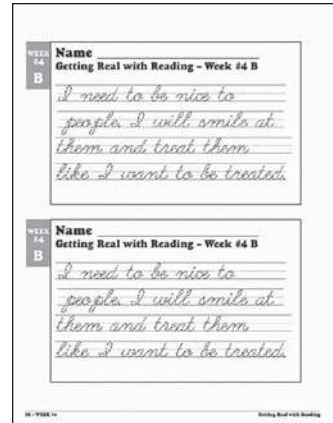 WEEK
#4
B
Name
Getting Real with Reading – Week #4 B
I need to be nice to
people. I will smile at
them and treat them
like I want to be treated.
WEEK
#4
B
Name
Getting Real with Reading – Week #4 B
I need to be nice to
people. I will smile at
them and treat them
like I want to be treated.
Getting Real with Reading